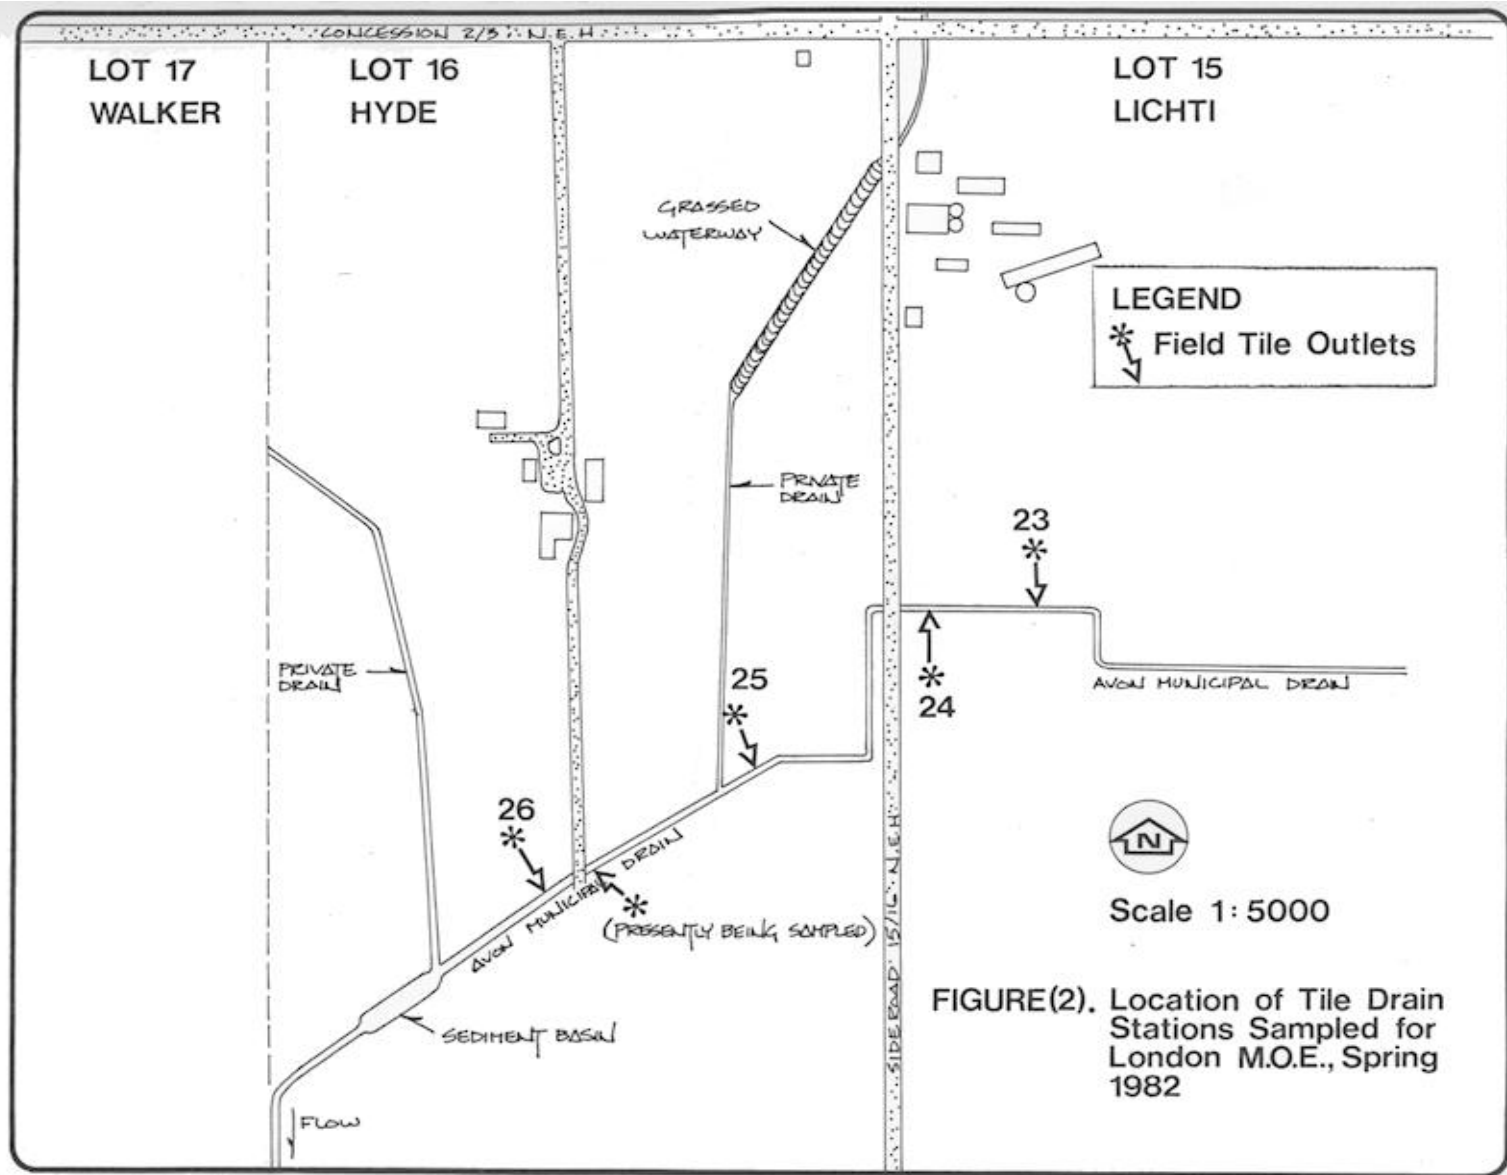 CONCESSION 2/3 N.E.H
LOT 17
WALKER
LOT 16
HYDE
LOT 15
LICHTI
GRASSED
WATERWAY
LEGEND
Field Tile Outlets
PRIVATE
DRAIN
23
24
AVON MUNICIPAL DRAIN
PRIVATE
DRAIN
25
26
AVON MUNICIPAL DRAIN
(PRESENTLY BEING SAMPLED)
SIDEROAD 15/16 N.E.H
SEDIMENT BASIN
FLOW
N
Scale 1:5000
FIGURE(2). Location of Tile Drain
Stations Sampled for
London M.O.E., Spring
1982